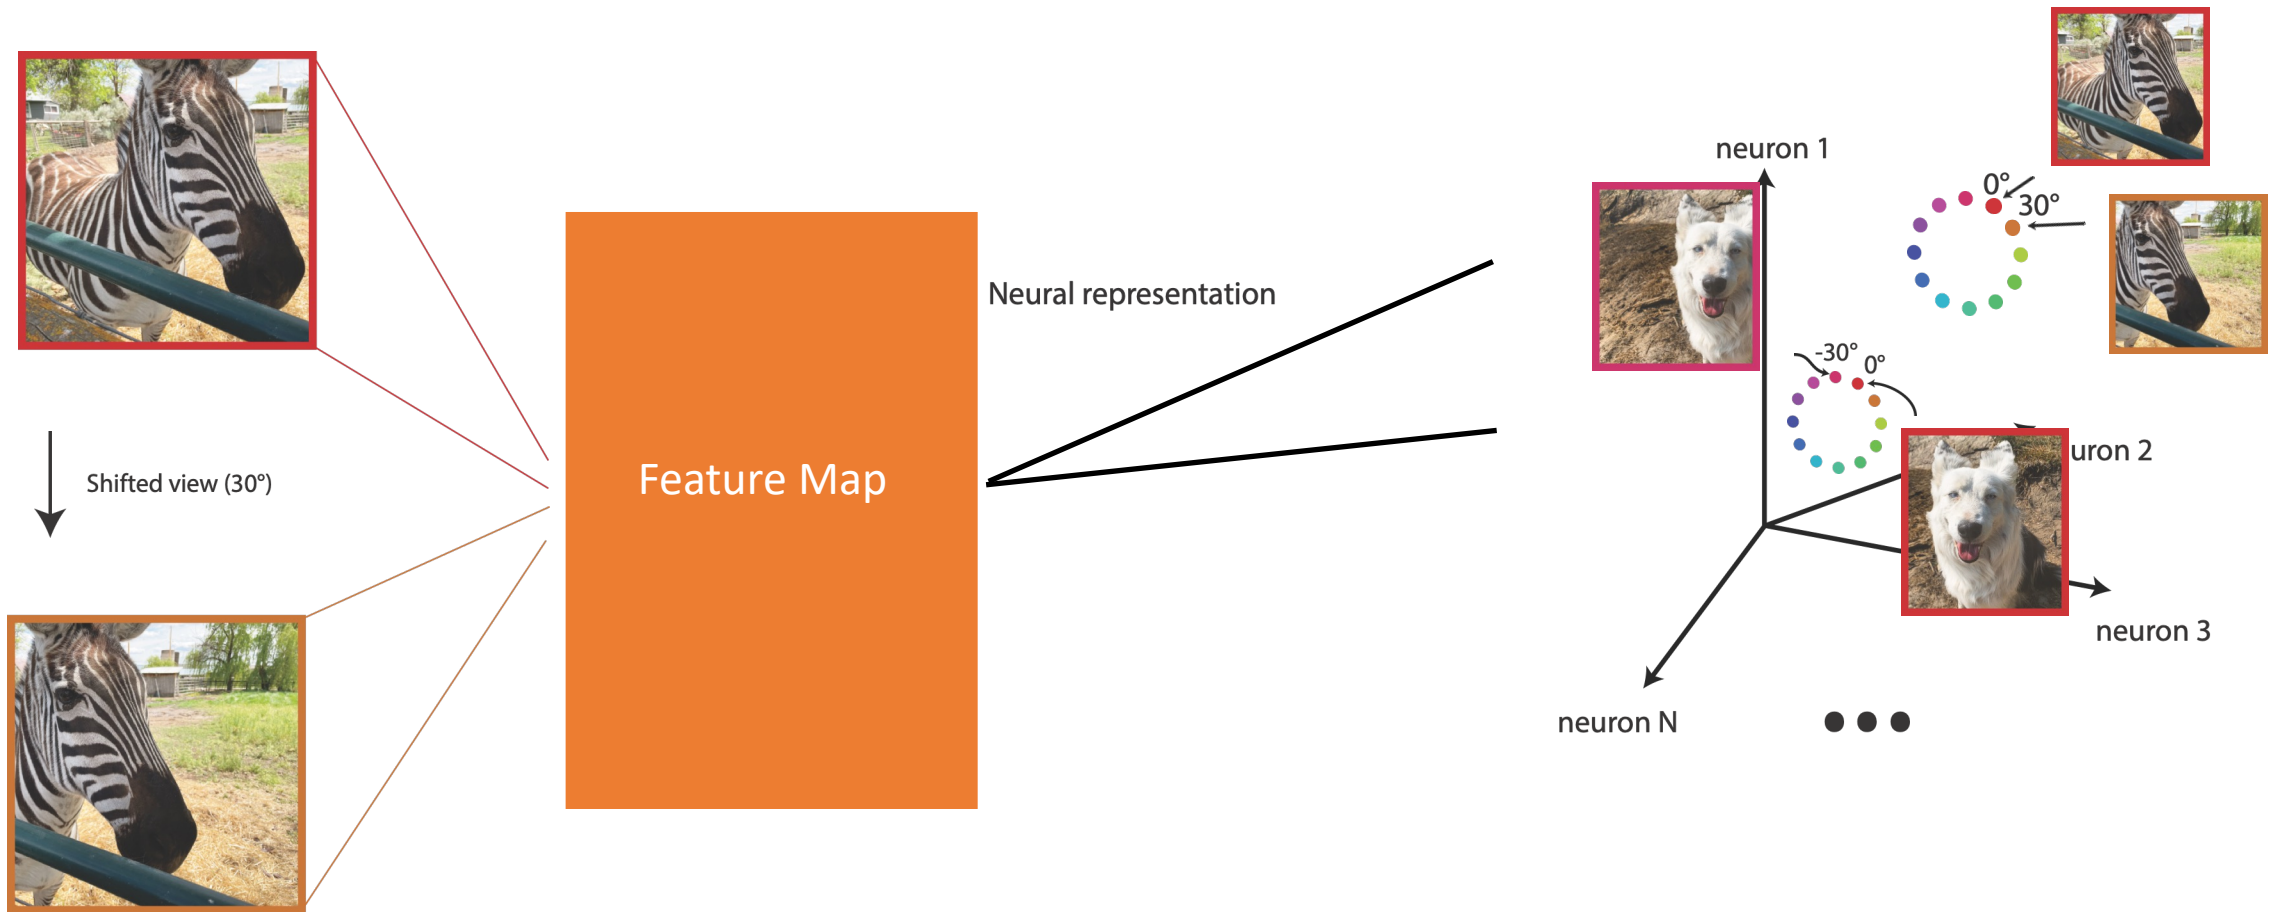 Shifted view (30°)
Feature Map
Neural representation
neuron 1
0°
30°
-30°
0°
uron 2
neuron 3
neuron N